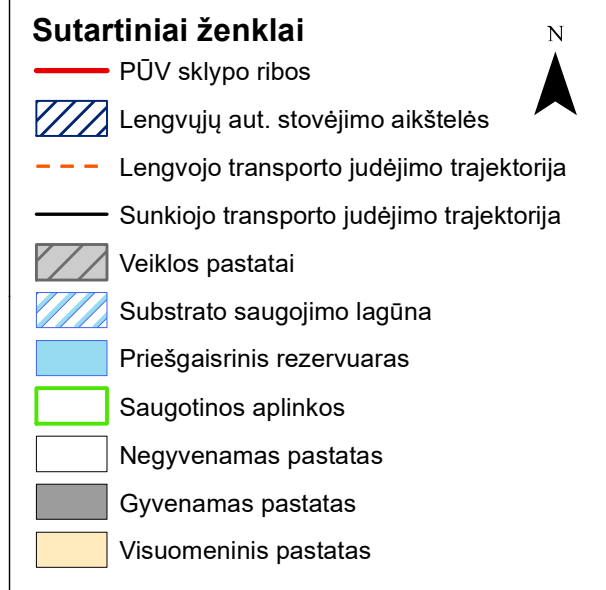 Sutartiniai ženklai
N
PŪV sklypo ribos
Lengvųjų aut. stovėjimo aikštelės
Lengvojo transporto judėjimo trajektorija
Sunkiojo transporto judėjimo trajektorija
Veiklos pastatai
Substrato saugojimo lagūna
Priešgaisrinis rezervuaras
Saugotinos aplinkos
Negyvenamas pastatas
Gyvenamas pastatas
Visuomeninis pastatas